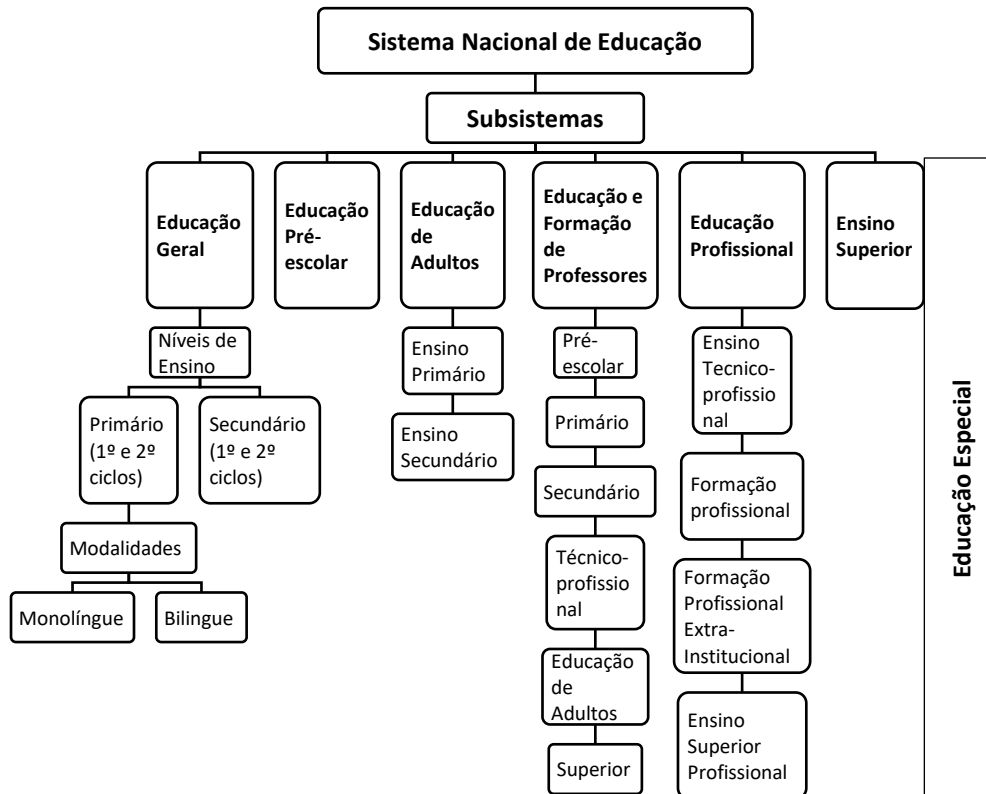 Sistema Nacional de Educação
Subsistemas
Educação
Geral
Educação
Pré-
escolar
Educação
de
Adultos
Educação e
Formação
de
Professores
Educação
Profissional
Ensino
Superior
Níveis de
Ensino
Primário
(1º e 2º
ciclos)
Secundário
(1º e 2º
ciclos)
Modalidades
Monolíngue
Bilingue
Ensino
Primário
Ensino
Secundário
Pré-
escolar
Primário
Secundário
Técnico-
profissio
nal
Educação
de
Adultos
Superior
Ensino
Tecnico-
profissio
nal
Formação
profissional
Formação
Profissional
Extra-
Institucional
Ensino
Superior
Profissional
Educação Especial